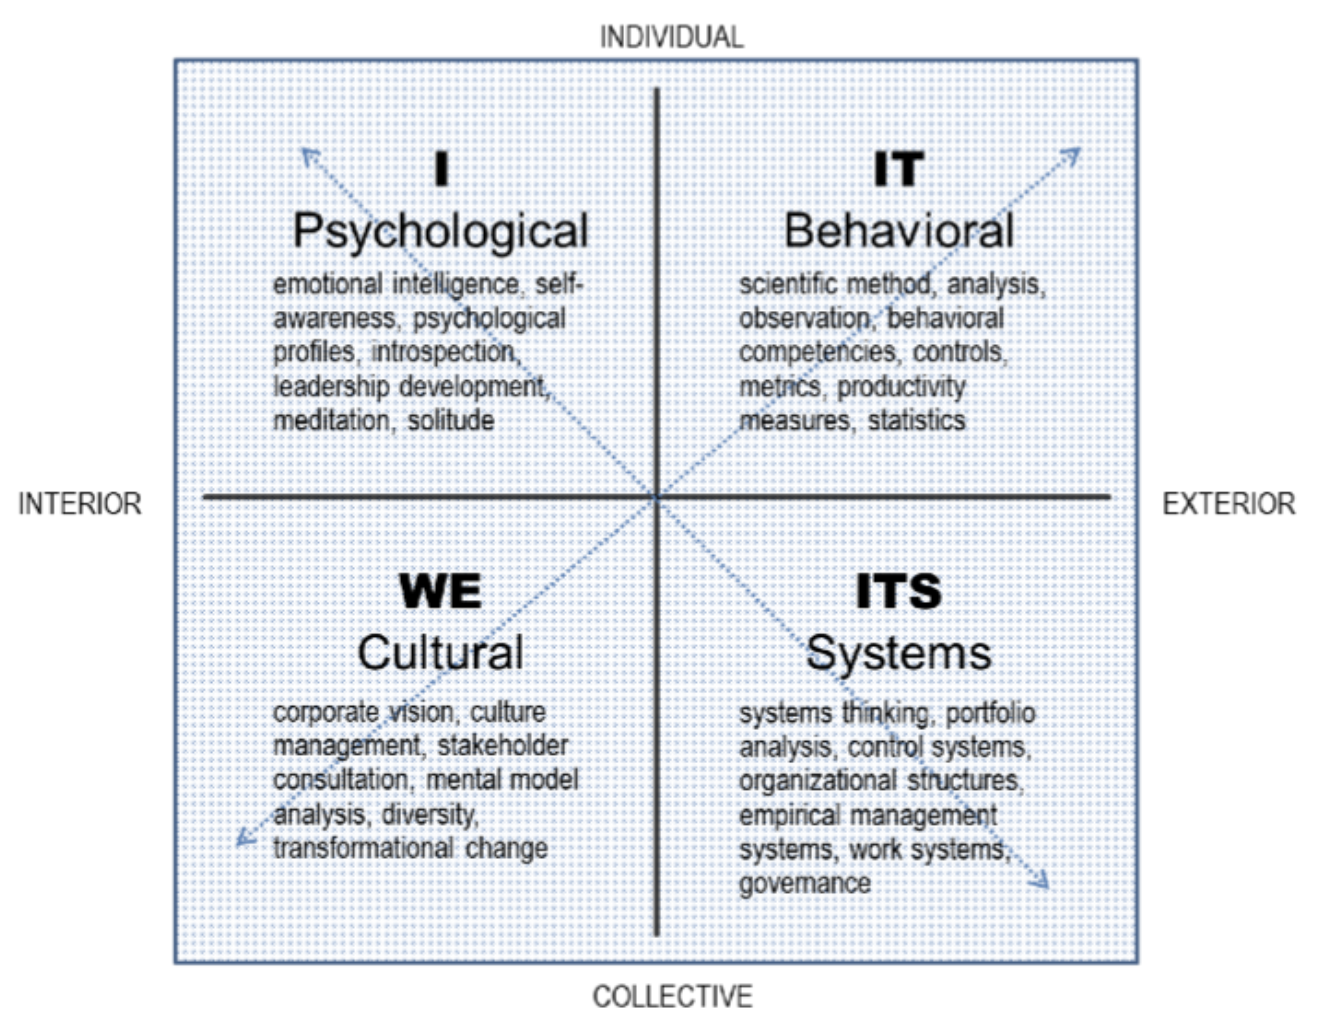 INDIVIDUAL
I
Psychological
emotional intelligence, self-
awareness, psychological
profiles, introspection,
leadership development,
meditation, solitude
IT
Behavioral
scientific method, analysis,
observation, behavioral
competencies, controls,
metrics, productivity
measures, statistics
INTERIOR
EXTERIOR
WE
Cultural
corporate vision, culture
management, stakeholder
consultation, mental model
analysis, diversity,
transformational change
ITS
Systems
systems thinking, portfolio
analysis, control systems,
organizational structures,
empirical management
systems, work systems,
governance
COLLECTIVE